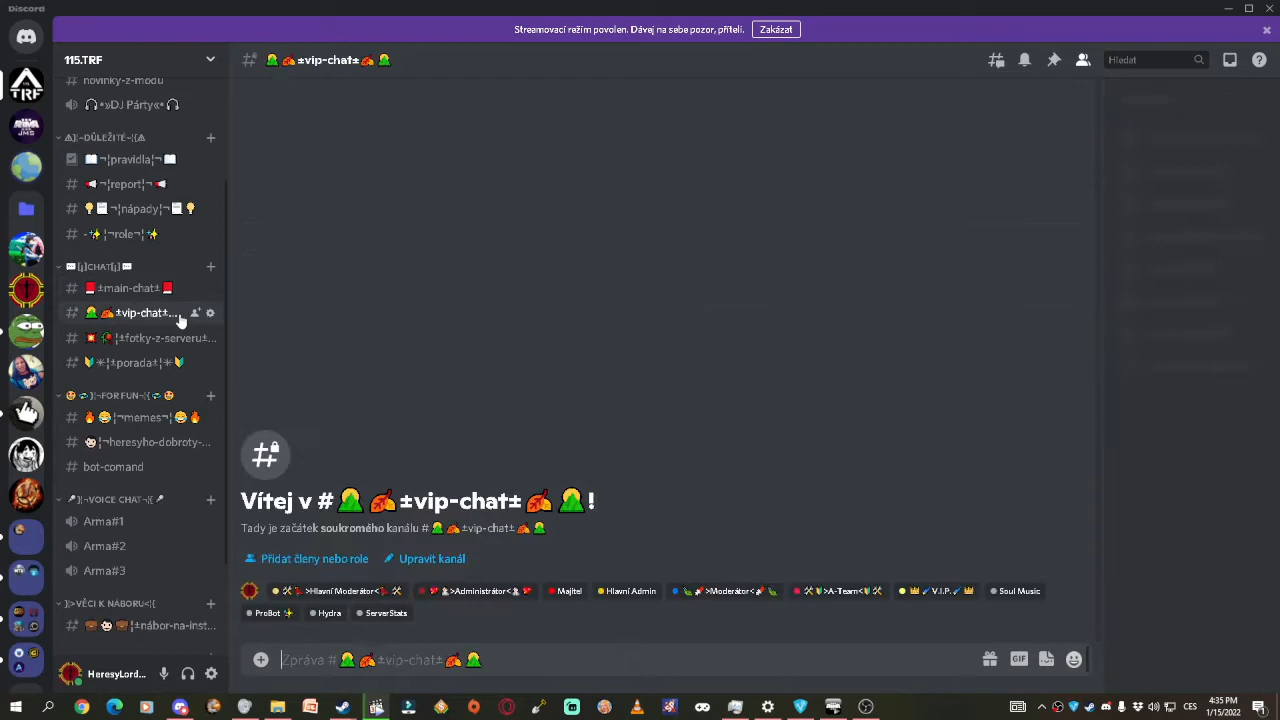 Discord
Streamovací režim povolen. Dávej na sebe pozor, příteli.
Zakázat
115.TRF
±vip-chat±
Hledat
TRF
novinky-z-modu
•»DJ Párty«•
}|~DŮLEŽITÉ~|{
¦¬pravidla¦¬
¦¬report¦¬
¦¬nápady¦¬
-✨¦¬role¬¦✨
[¡]CHAT[¡]
±main-chat±
±vip-chat±...
¦±fotky-z-serveru±...
¦±porada±¦
}¦¬FOR FUN¬¦{
¦¬memes¬¦
¦¬heresyho-dobroty-...
bot-comand
}¦¬VOICE CHAT¬¦{
Arma#1
Arma#2
Arma#3
}¦>VĚCI K NÁBORU<¦{
¦¬nábor-na-inst...
Vítej v # ±vip-chat± !
Tady je začátek soukromého kanálu # ±vip-chat±
Přidat členy nebo role
Upravit kanál
>Hlavní Moderátor<
>Administrátor<
Majitel
Hlavní Admin
>Moderátor<
>A-Team<
V.I.P.
Soul Music
ProBot ✨
Hydra
ServerStats
Zpráva # ±vip-chat±
GIF
HeresyLord...
CES
4:35 PM
1/15/2022